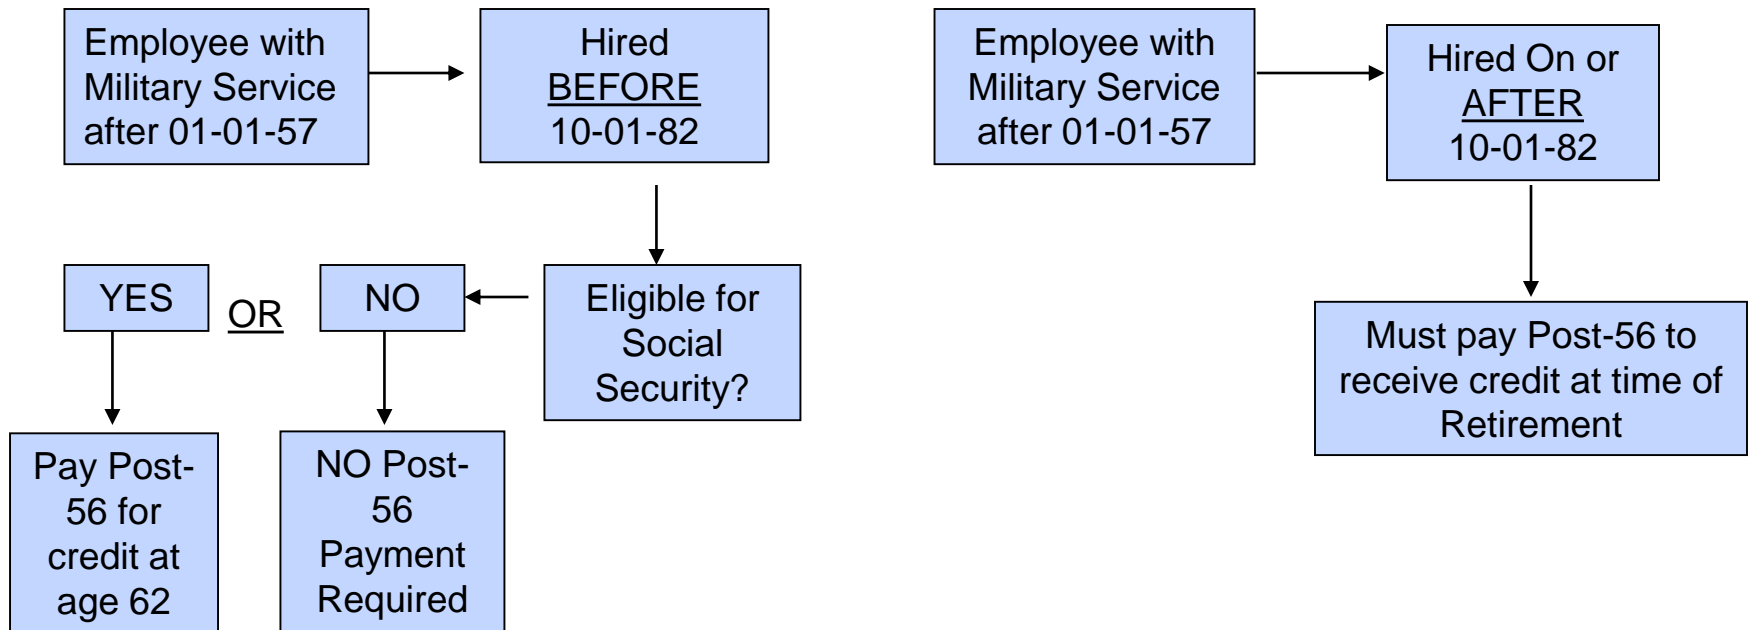 Employee with
Military Service
after 01-01-57
Hired
BEFORE
10-01-82
Employee with
Military Service
after 01-01-57
Hired On or
AFTER
10-01-82
YES
OR
NO
Eligible for
Social
Security?
Must pay Post-56 to
receive credit at time of
Retirement
Pay Post-
56 for
credit at
age 62
NO Post-
56
Payment
Required